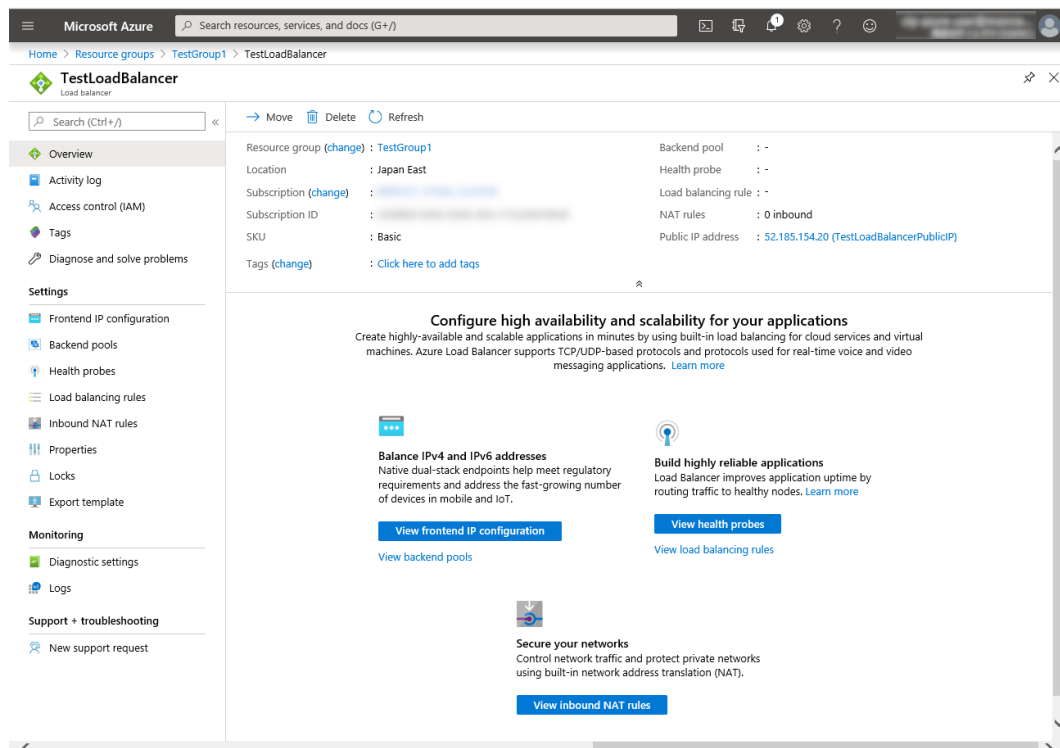 Microsoft Azure
Search resources, services, and docs (G+/)
1
Home > Resource groups > TestGroup1 > TestLoadBalancer
TestLoadBalancer
Load balancer
Search (Ctrl+/)
«
Overview
Activity log
Access control (IAM)
Tags
Diagnose and solve problems
Settings
Frontend IP configuration
Backend pools
Health probes
Load balancing rules
Inbound NAT rules
Properties
Locks
Export template
Monitoring
Diagnostic settings
Logs
Support + troubleshooting
New support request
Move Delete Refresh
Resource group (change) : TestGroup1
Location : Japan East
Subscription (change) :
Subscription ID :
SKU : Basic
Tags (change) : Click here to add tags
Backend pool : -
Health probe : -
Load balancing rule : -
NAT rules : 0 inbound
Public IP address : 52.185.154.20 (TestLoadBalancerPublicIP)
Configure high availability and scalability for your applications
Create highly-available and scalable applications in minutes by using built-in load balancing for cloud services and virtual
machines. Azure Load Balancer supports TCP/UDP-based protocols and protocols used for real-time voice and video
messaging applications. Learn more
Balance IPv4 and IPv6 addresses
Native dual-stack endpoints help meet regulatory
requirements and address the fast-growing number
of devices in mobile and IoT.
View frontend IP configuration
View backend pools
Build highly reliable applications
Load Balancer improves application uptime by
routing traffic to healthy nodes. Learn more
View health probes
View load balancing rules
Secure your networks
Control network traffic and protect private networks
using built-in network address translation (NAT).
View inbound NAT rules